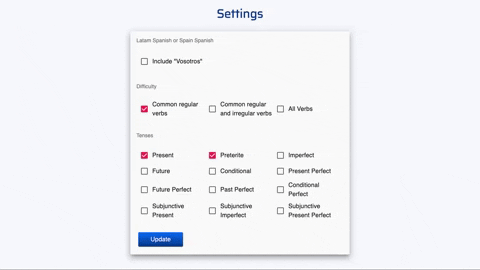 Settings
Latam Spanish or Spain Spanish
Include "Vosotros"
Difficulty
Common regular
verbs
Common regular
and irregular verbs
All Verbs
Tenses
Present
Preterite
Imperfect
Future
Conditional
Present Perfect
Future Perfect
Past Perfect
Conditional
Perfect
Subjunctive
Present
Subjunctive
Imperfect
Subjunctive
Present Perfect
Update